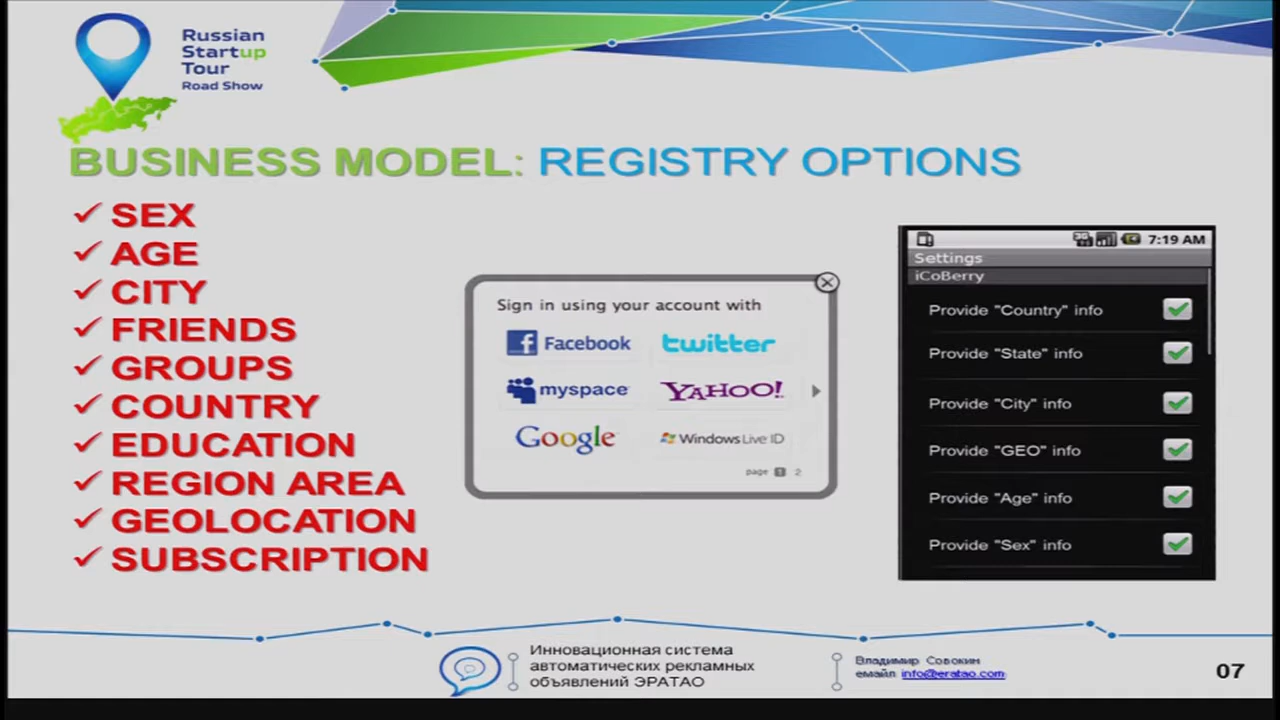 Russian
Startup
Tour
Road Show
BUSINESS MODEL: REGISTRY OPTIONS
SEX
AGE
CITY
FRIENDS
GROUPS
COUNTRY
EDUCATION
REGION AREA
GEOLOCATION
SUBSCRIPTION
Sign in using your account with
Facebook twitter
myspace YAHOO!
Google Windows Live ID
page 1 2
7:19 AM
Settings
iCoBerry
Provide "Country" info
Provide "State" info
Provide "City" info
Provide "GEO" info
Provide "Age" info
Provide "Sex" info
Инновационная система
автоматических рекламных
объявлений ЭРАТАО
Владимир Совокин
емайл info@eratao.com
07